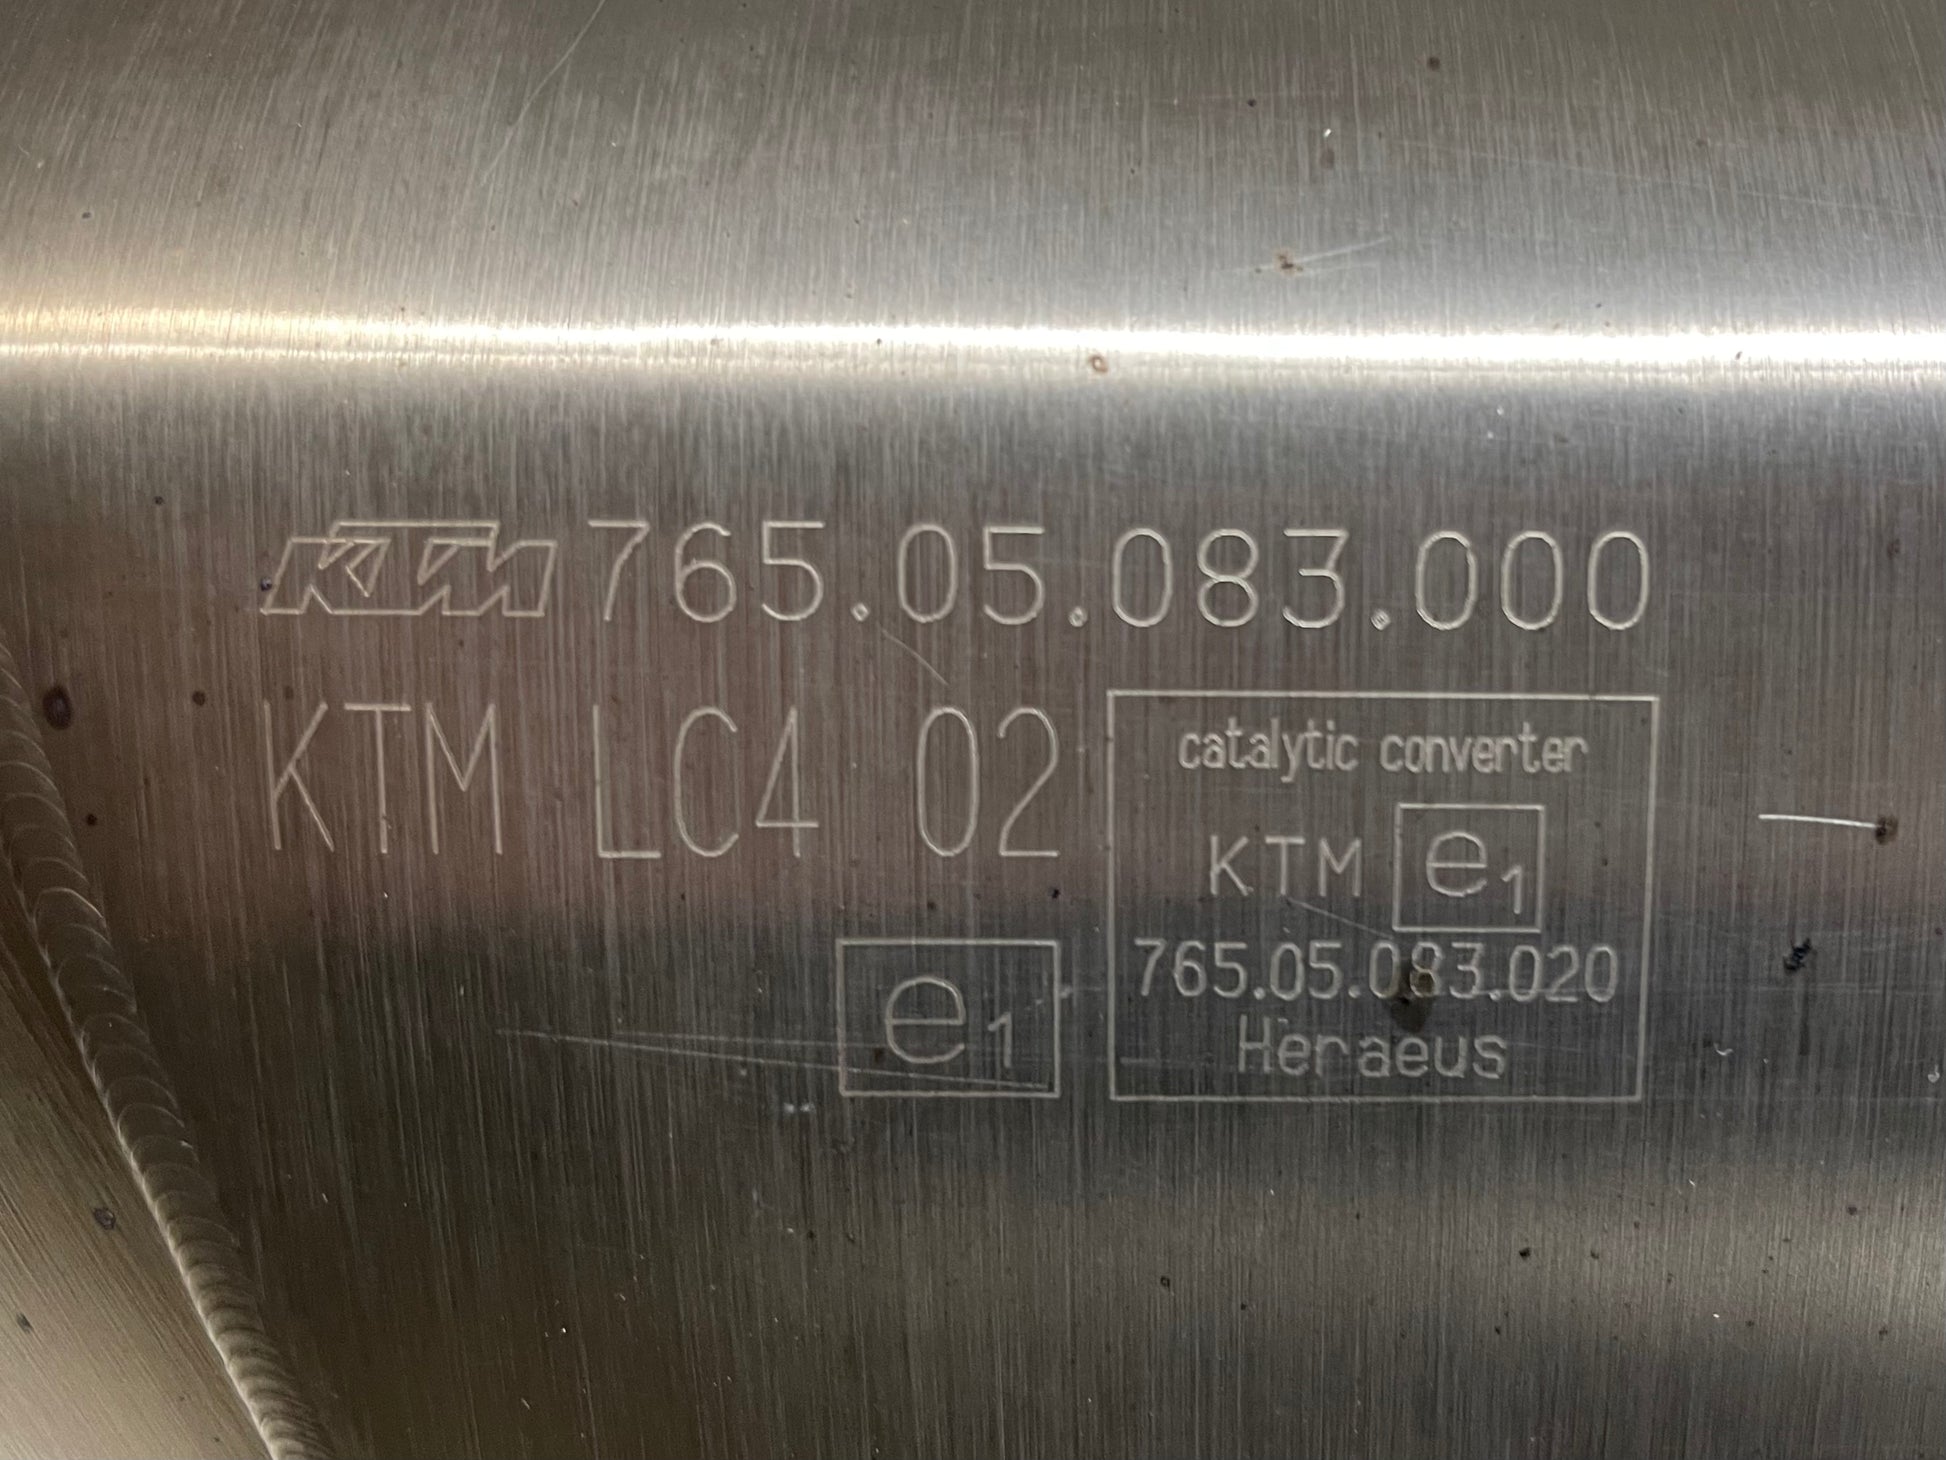 KTM 765.05.083.000
KTM LC4 02
e1
catalytic converter
KTM e1
765.05.083.020
Heraeus